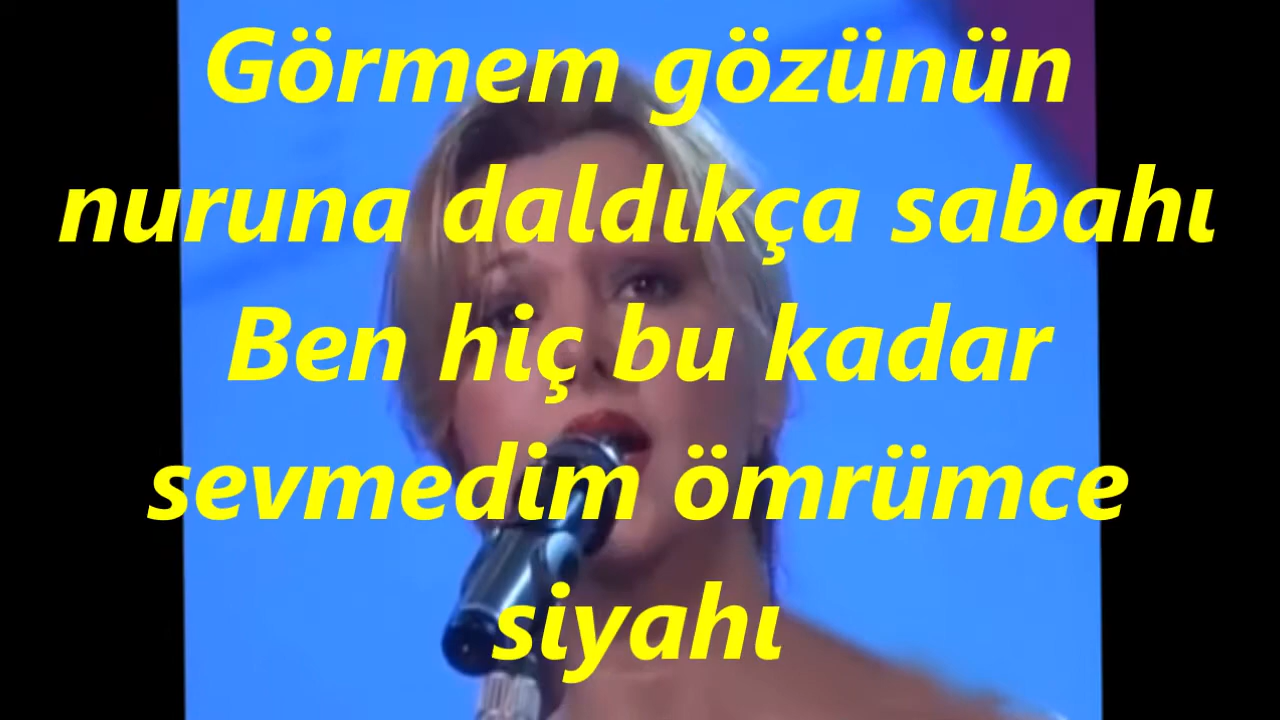 Görmem gözünün
nuruna daldıkça sabahı
Ben hiç bu kadar
sevmedim ömrümce
siyahı